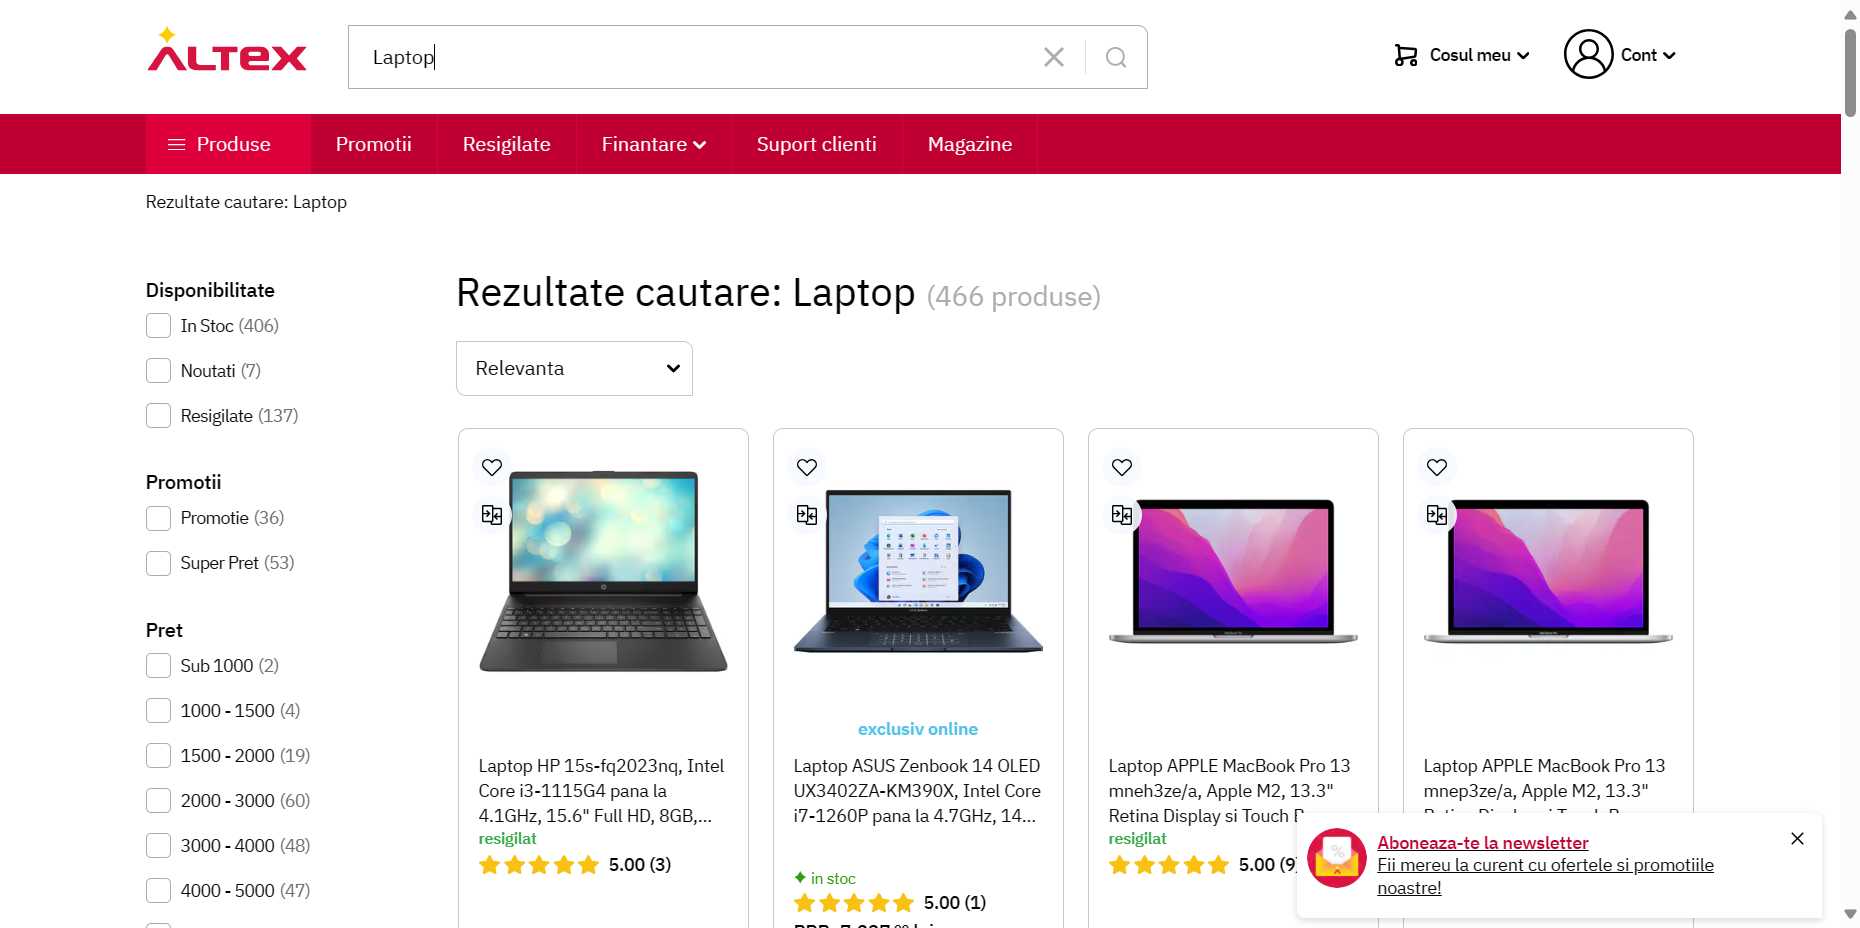 ALTEX
Laptop
Cosul meu
Cont
Produse
Promotii
Resigilate
Finantare
Suport clienti
Magazine
Rezultate cautare: Laptop
Disponibilitate
In Stoc (406)
Noutati (7)
Resigilate (137)
Promotii
Promotie (36)
Super Pret (53)
Pret
Sub 1000 (2)
1000 - 1500 (4)
1500 - 2000 (19)
2000 - 3000 (60)
3000 - 4000 (48)
4000 - 5000 (47)
Rezultate cautare: Laptop (466 produse)
Relevanta
Laptop HP 15s-fq2023nq, Intel
Core i3-1115G4 pana la
4.1GHz, 15.6" Full HD, 8GB,...
resigilat
5.00 (3)
exclusiv online
Laptop ASUS Zenbook 14 OLED
UX3402ZA-KM390X, Intel Core
i7-1260P pana la 4.7GHz, 14...
in stoc
5.00 (1)
Laptop APPLE MacBook Pro 13
mneh3ze/a, Apple M2, 13.3"
Retina Display si Touch
resigilat
5.00 (9)
Laptop APPLE MacBook Pro 13
mnep3ze/a, Apple M2, 13.3"
Aboneaza-te la newsletter
Fii mereu la curent cu ofertele si promotiile
noastre!